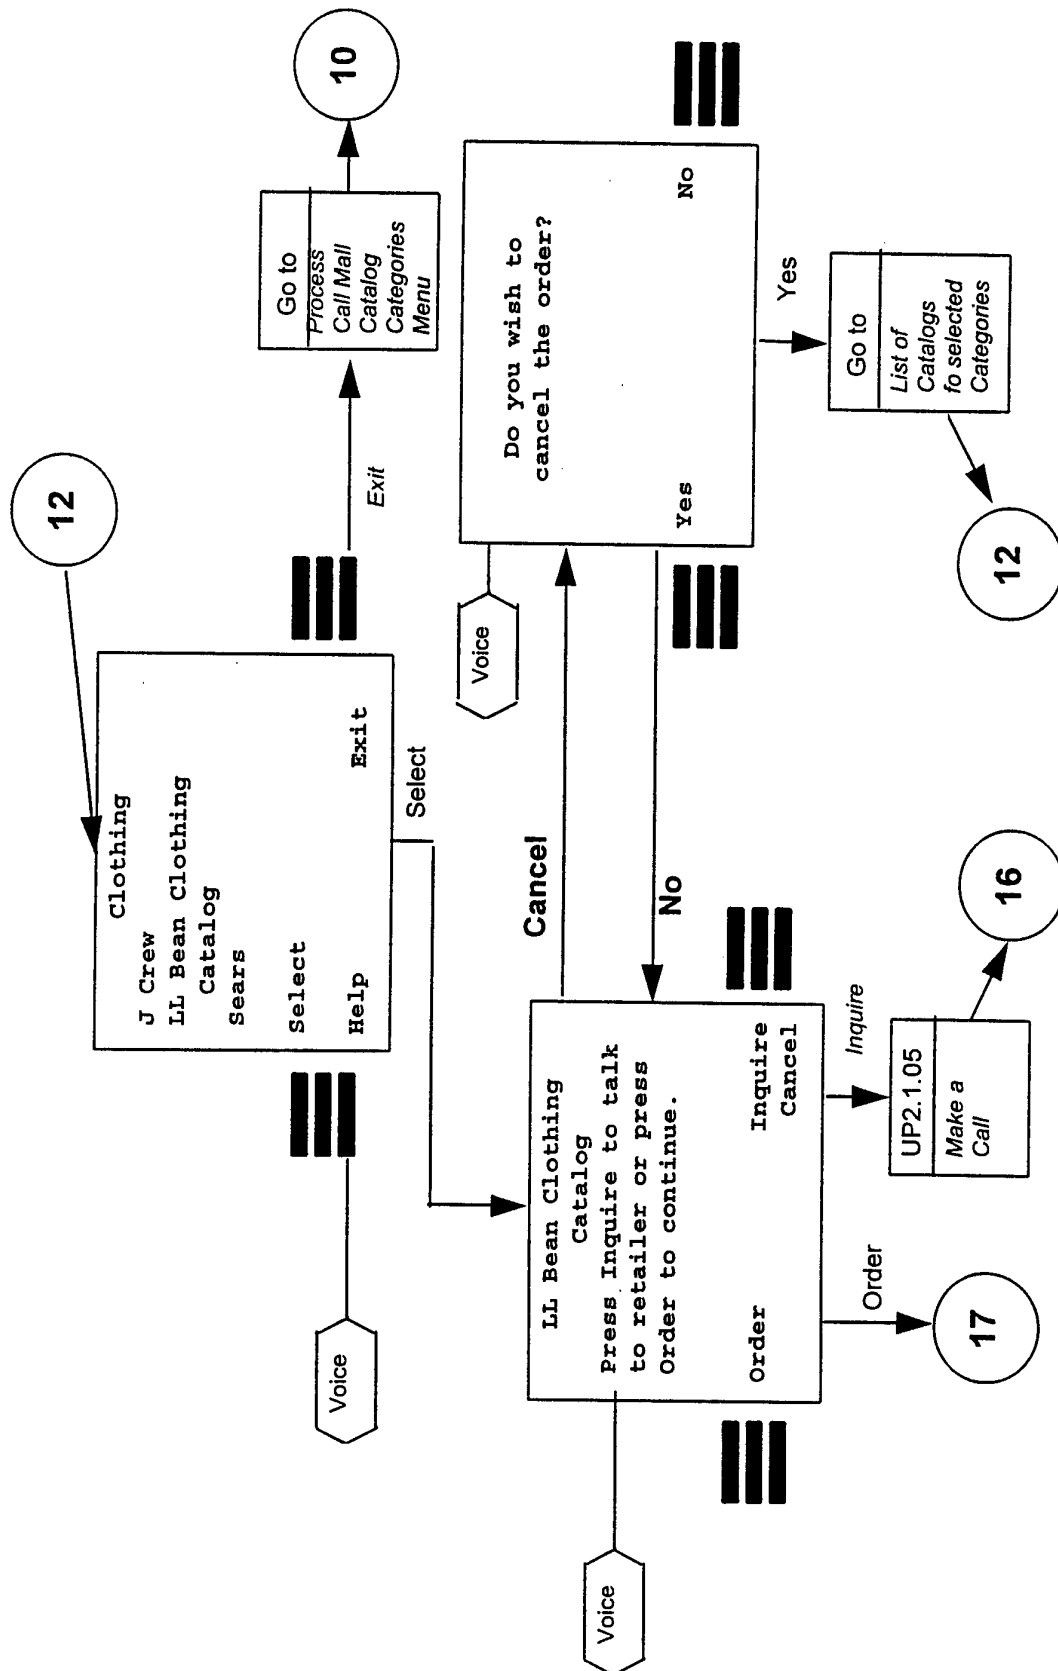 12
Clothing
J Crew
LL Bean Clothing
Catalog
Sears
Select
Help
Exit
Voice
Exit
Go to
Process
Call Mall
Catalog
Categories
Menu
10
Select
LL Bean Clothing
Catalog
Press Inquire to talk
to retailer or press
Order to continue.
Order
Inquire
Cancel
Voice
Cancel
No
Voice
Do you wish to
cancel the order?
Yes
No
Order
17
Inquire
UP2.1.05
Make a
Call
16
Yes
Go to
List of
Catalogs
fo selected
Categories
12